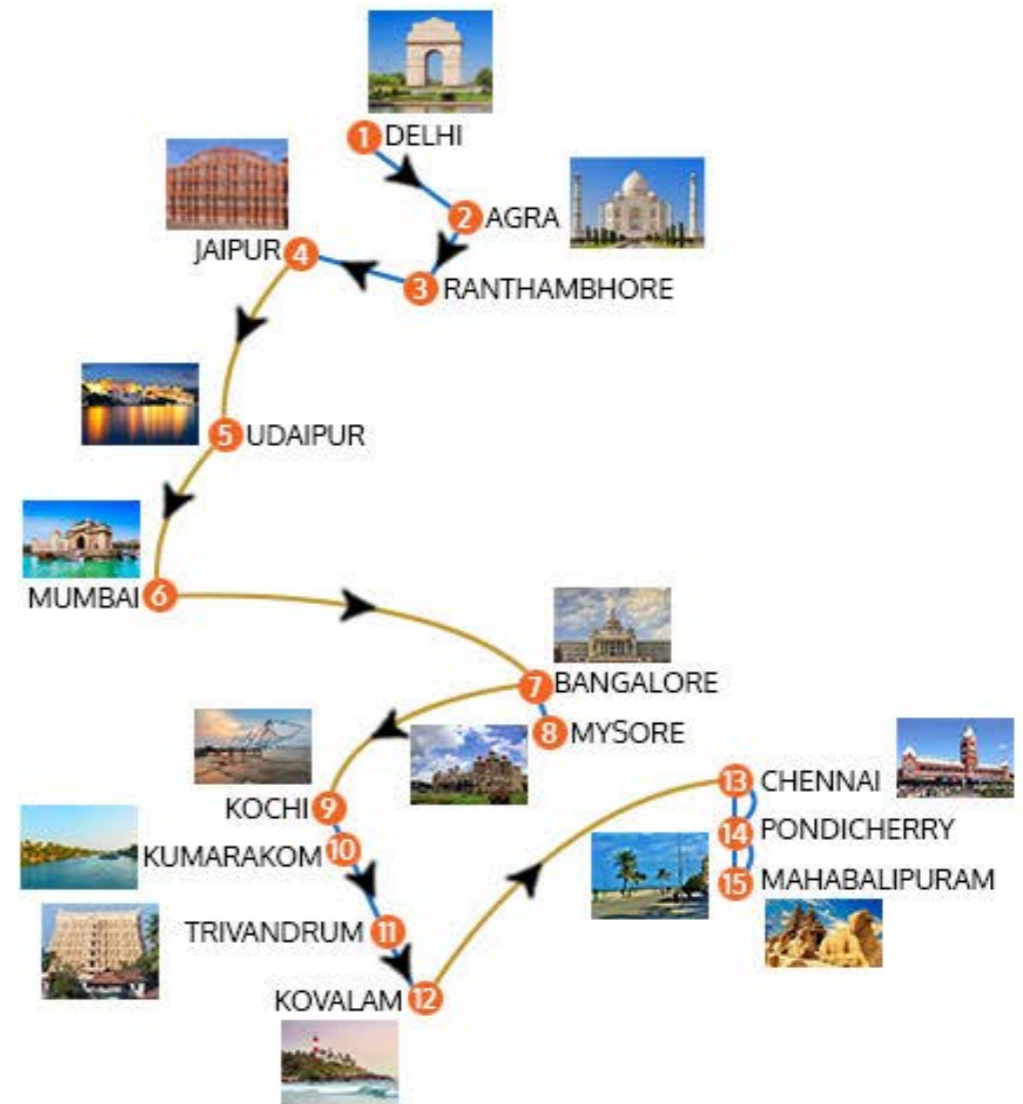 1 DELHI
2 AGRA
JAIPUR 4
3 RANTHAMBHORE
5 UDAIPUR
MUMBAI 6
7 BANGALORE
8 MYSORE
13 CHENNAI
KOCHI 9
14 PONDICHERRY
KUMARAKOM 10
15 MAHABALIPURAM
TRIVANDRUM 11
KOVALAM 12